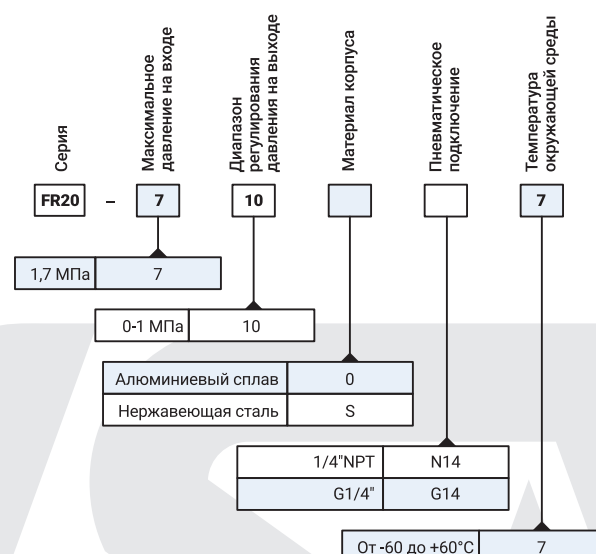 Серия
Максимальное
давление на входе
Диапазон
регулирования
давления на выходе
Материал корпуса
Пневматическое
подключение
Температура
окружающей среды
FR20 – 7 10 7
1,7 МПа 7
0-1 МПа 10
Алюминиевый сплав 0
Нержавеющая сталь S
1/4"NPT N14
G1/4" G14
От -60 до +60°C 7